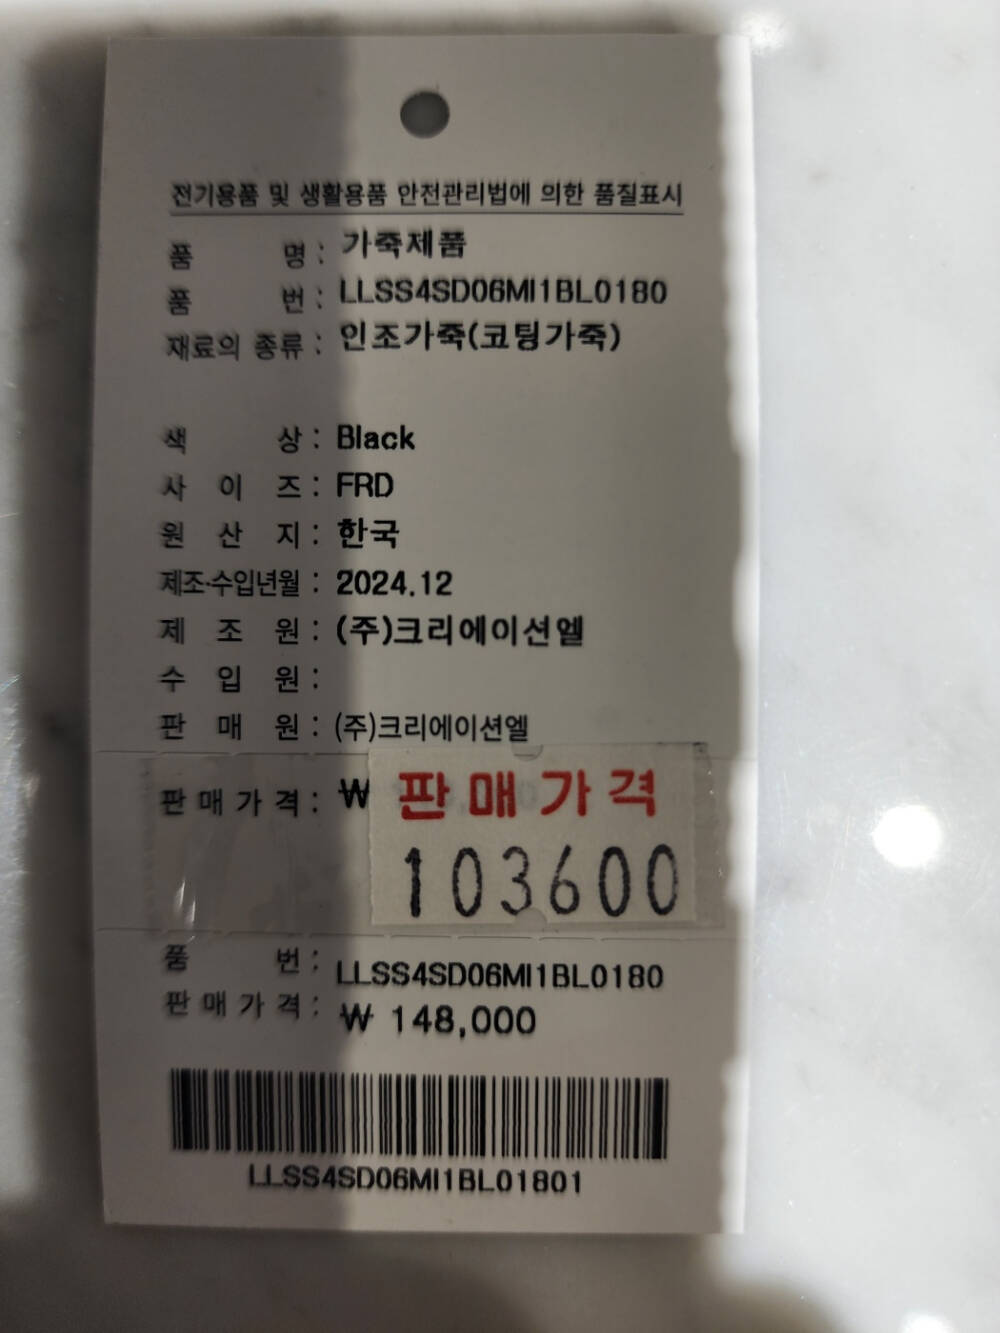 전기용품 및 생활용품 안전관리법에 의한 품질표시
품 명 : 가죽제품
품 번 : LLSS4SD06MI1BL0180
재료의 종류 : 인조가죽(코팅가죽)
색 상 : Black
사 이 즈 : FRD
원 산 지 : 한국
제조·수입년월 : 2024.12
제 조 원 : (주)크리에이션엘
수 입 원 :
판 매 원 : (주)크리에이션엘
판 매 가 격 : ₩
판매가격
103600
품 번 : LLSS4SD06MI1BL0180
판 매 가 격 : ₩ 148,000
LLSS4SD06MI1BL01801